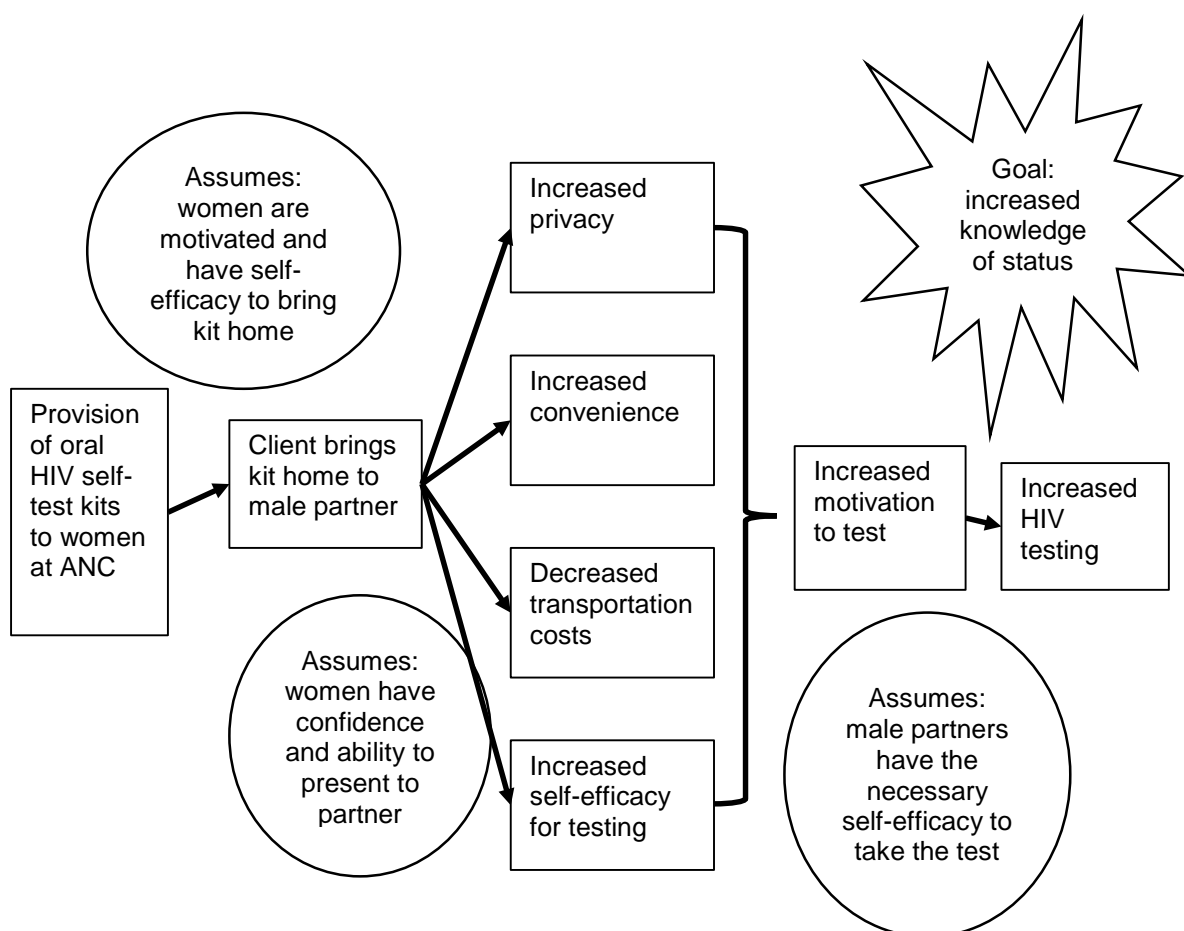 Assumes:
women are
motivated and
have self-
efficacy to bring
kit home
Increased
privacy
Goal:
increased
knowledge
of status
Provision
of oral
HIV self-
test kits
to women
at ANC
Client brings
kit home to
male partner
Increased
convenience
Increased
motivation
to test
Increased
HIV
testing
Decreased
transportation
costs
Assumes:
women have
confidence
and ability to
present to
partner
Increased
self-efficacy
for testing
Assumes:
male partners
have the
necessary
self-efficacy to
take the test